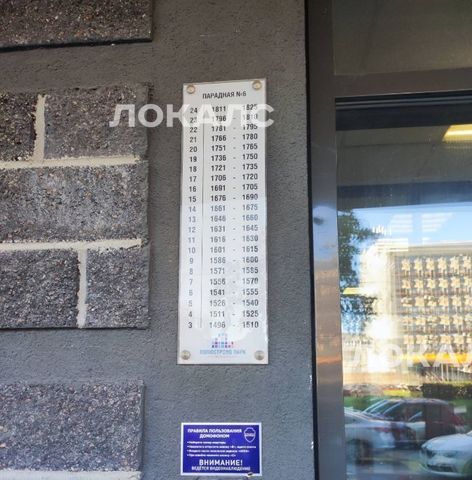 ПАРАДНАЯ №6
24 1811 - 1825
ЛОКАЛС
23 1796 - 1810
22 1781 - 1795
21 1766 - 1780
20 1751 - 1765
19 1736 - 1750
18 1721 - 1735
17 1706 - 1720
16 1691 - 1705
15 1676 - 1690
14 1661 - 1675
13 1646 - 1660
12 1631 - 1645
11 1616 - 1630
10 1601 - 1615
9 1586 - 1600
8 1571 - 1585
7 1556 - 1570
6 1541 - 1555
5 1526 - 1540
4 1511 - 1525
3 1496 - 1510
ПОЛЮСТРОВО ПАРК
ЛОКАЛС
ПРАВИЛА ПОЛЬЗОВАНИЯ
ДОМОФОНОМ
ВНИМАНИЕ!
ВЕДЕТСЯ ВИДЕОНАБЛЮДЕНИЕ